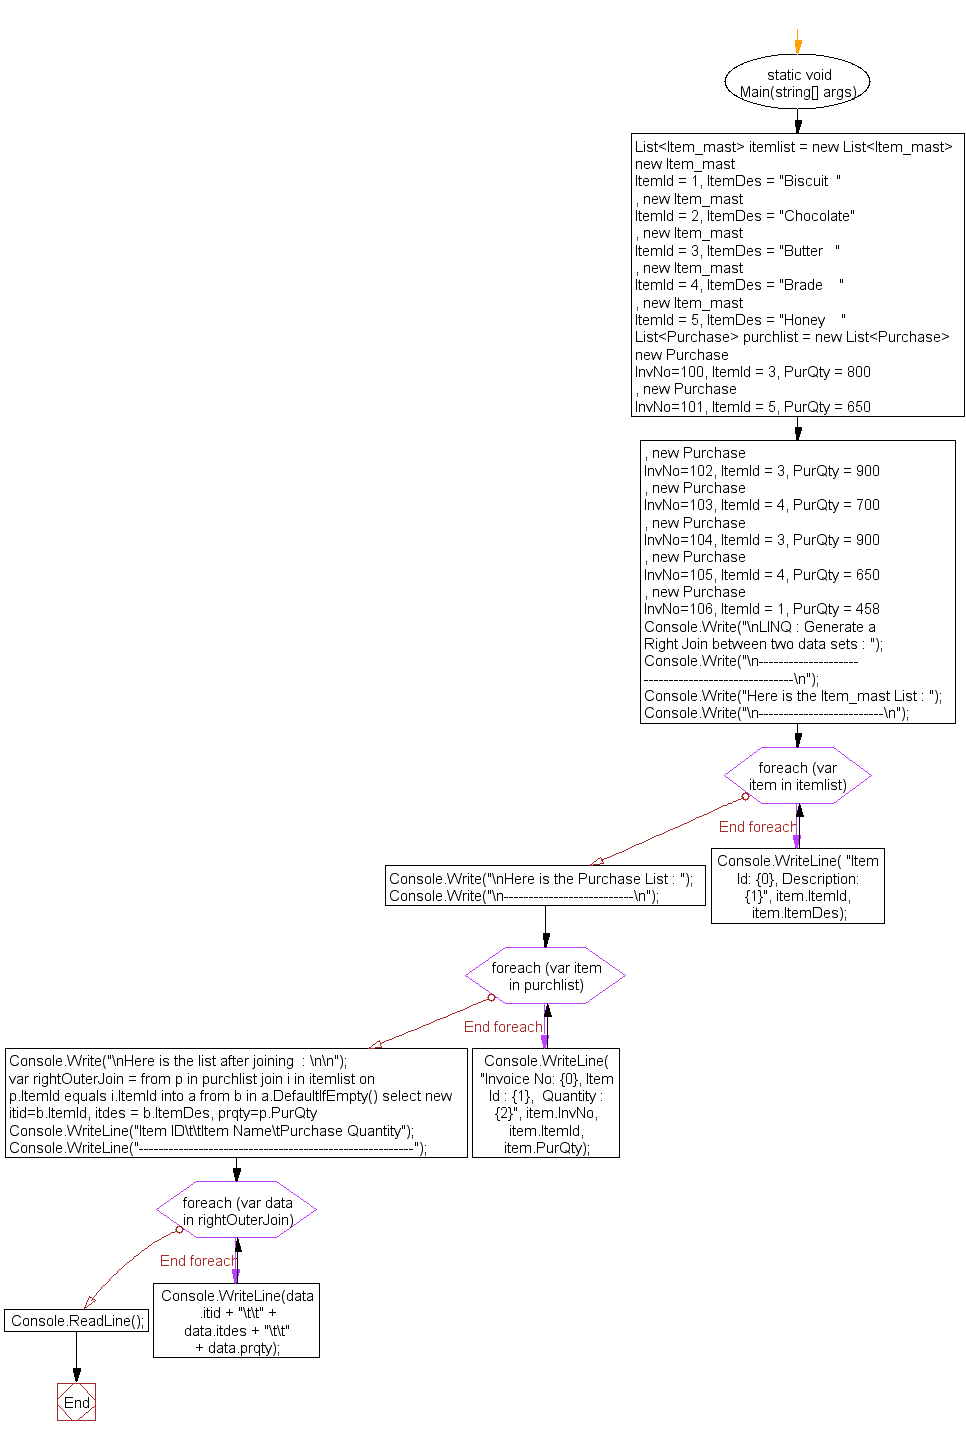 static void
Main(string[] args)
List<Item_mast> itemlist = new List<Item_mast>
new Item_mast
ItemId = 1, ItemDes = "Biscuit  "
, new Item_mast
ItemId = 2, ItemDes = "Chocolate"
, new Item_mast
ItemId = 3, ItemDes = "Butter   "
, new Item_mast
ItemId = 4, ItemDes = "Brade    "
, new Item_mast
ItemId = 5, ItemDes = "Honey    "
List<Purchase> purchlist = new List<Purchase>
new Purchase
InvNo=100, ItemId = 3, PurQty = 800
, new Purchase
InvNo=101, ItemId = 5, PurQty = 650
, new Purchase
InvNo=102, ItemId = 3, PurQty = 900
, new Purchase
InvNo=103, ItemId = 4, PurQty = 700
, new Purchase
InvNo=104, ItemId = 3, PurQty = 900
, new Purchase
InvNo=105, ItemId = 4, PurQty = 650
, new Purchase
InvNo=106, ItemId = 1, PurQty = 458
Console.Write("\nLINQ : Generate a
Right Join between two data sets : ");
Console.Write("\n--------------------
------------------------------\n");
Console.Write("Here is the Item_mast List : ");
Console.Write("\n-------------------------\n");
foreach (var
item in itemlist)
End foreach
Console.WriteLine( "Item
Id: {0}, Description:
{1}", item.ItemId,
item.ItemDes);
Console.Write("\nHere is the Purchase List : ");
Console.Write("\n--------------------------\n");
foreach (var item
in purchlist)
End foreach
Console.WriteLine(
"Invoice No: {0}, Item
Id : {1},  Quantity :
{2}", item.InvNo,
item.ItemId,
item.PurQty);
Console.Write("\nHere is the list after joining  : \n\n");
var rightOuterJoin = from p in purchlist join i in itemlist on
p.ItemId equals i.ItemId into a from b in a.DefaultIfEmpty() select new
itid=b.ItemId, itdes = b.ItemDes, prqty=p.PurQty
Console.WriteLine("Item ID\t\tItem Name\tPurchase Quantity");
Console.WriteLine("-------------------------------------------------------");
foreach (var data
in rightOuterJoin)
End foreach
Console.WriteLine(data
.itid + "\t\t" +
data.itdes + "\t\t"
+ data.prqty);
Console.ReadLine();
End